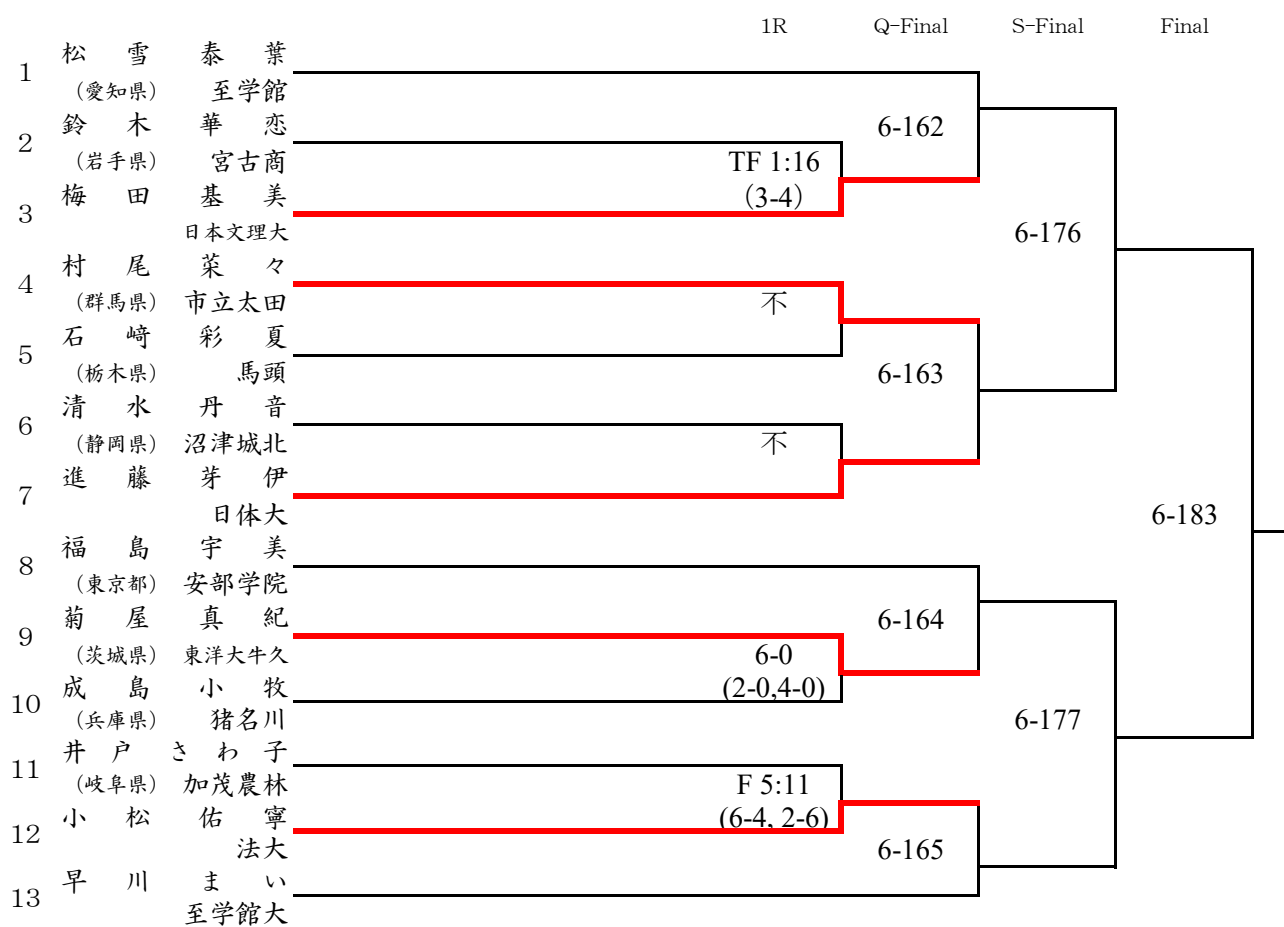 1R Q-Final S-Final Final
松 雪 泰 葉
1
（愛知県） 至学館
鈴 木 華 恋
6-162
2
（岩手県） 宮古商 TF 1:16
梅 田 基 美 （3-4）
3
日本文理大 6-176
村 尾 菜 々
4
（群馬県） 市立太田 不
石 﨑 彩 夏
5
（栃木県） 馬頭 6-163
清 水 丹 音
6
（静岡県） 沼津城北 不
進 藤 芽 伊
7
日体大 6-183
福 島 宇 美
8
（東京都） 安部学院
菊 屋 真 紀 6-164
9
（茨城県） 東洋大牛久 6-0
成 島 小 牧 (2-0,4-0)
10
（兵庫県） 猪名川 6-177
井 戸 さ わ 子
11
（岐阜県） 加茂農林 F 5:11
小 松 佑 寧 (6-4, 2-6)
12
法大 6-165
早 川 ま い
13
至学館大